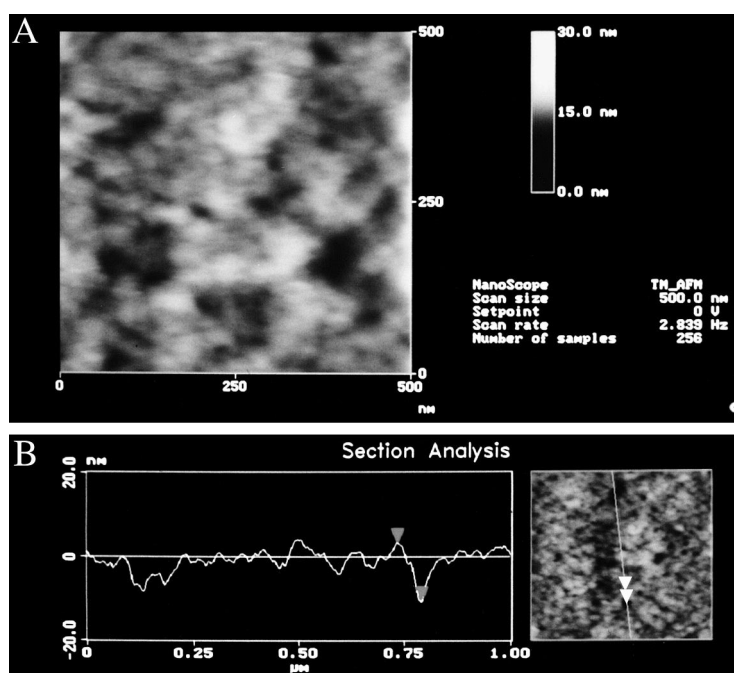 A
500
250
0
0
250
500
nm
30.0 nm
15.0 nm
0.0 nm
NanoScope TM_AFM
Scan size 500.0 nm
Setpoint 0 V
Scan rate 2.839 Hz
Number of samples 256
B
Section Analysis
nm
20.0
0
-20.0
0
0.25
0.50
0.75
1.00
μm